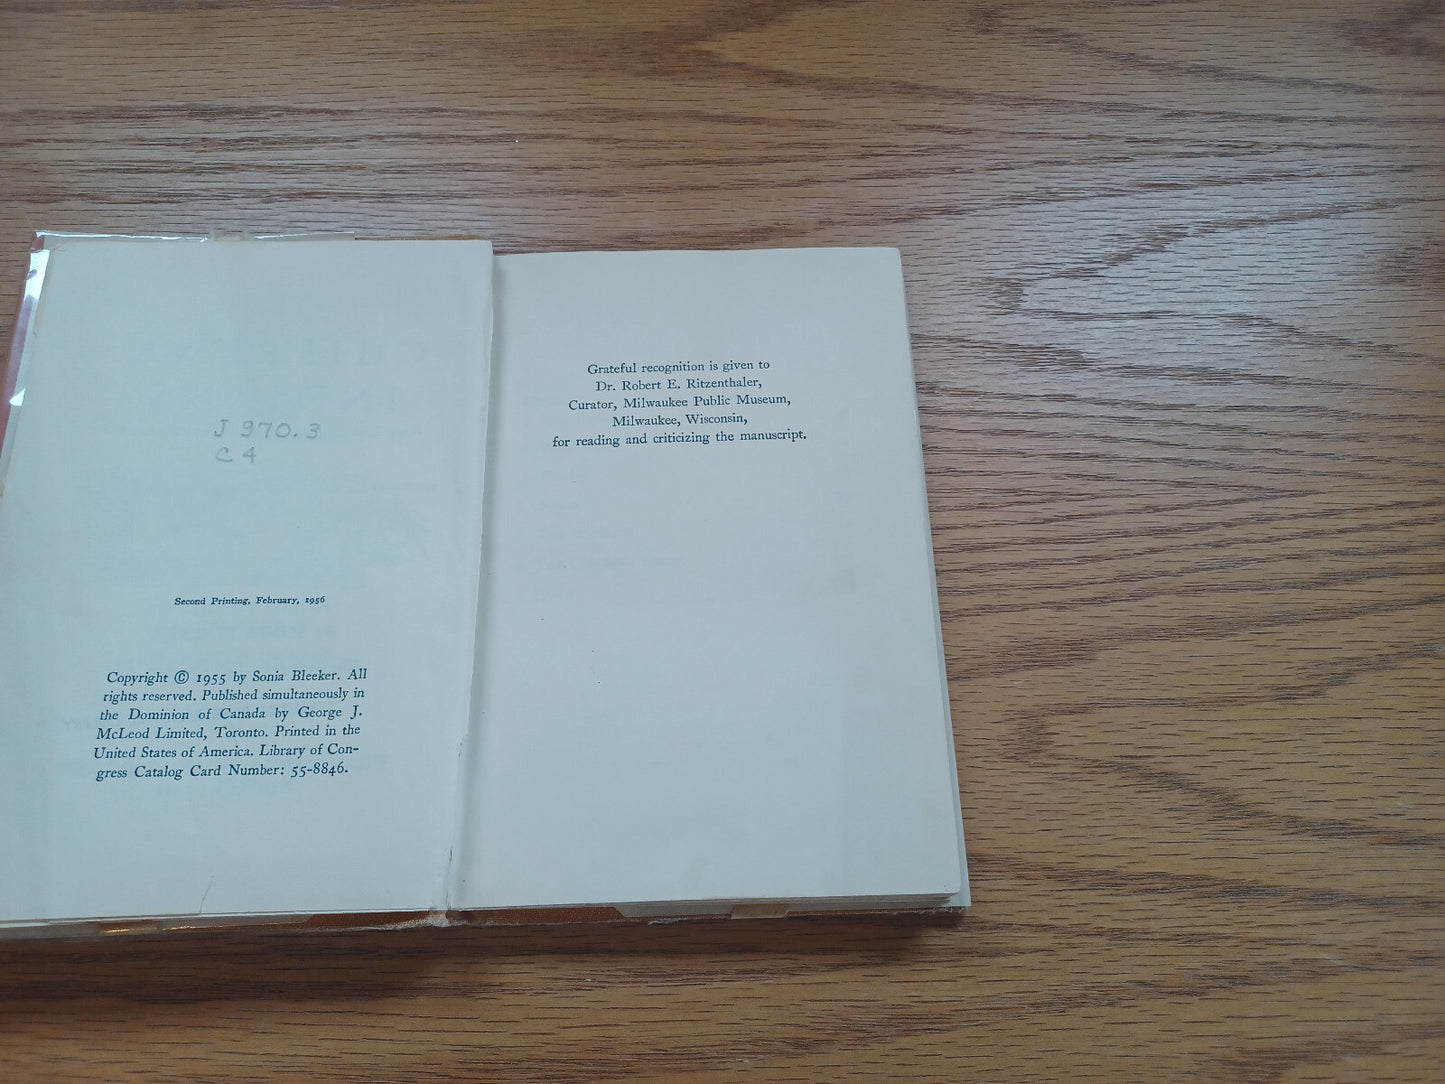 J 970.3
C4
Second Printing, February, 1956
Copyright © 1955 by Sonia Bleeker. All
rights reserved. Published simultaneously in
the Dominion of Canada by George J.
McLeod Limited, Toronto. Printed in the
United States of America. Library of Con-
gress Catalog Card Number: 55-8846.
Grateful recognition is given to
Dr. Robert E. Ritzenthaler,
Curator, Milwaukee Public Museum,
Milwaukee, Wisconsin,
for reading and criticizing the manuscript.